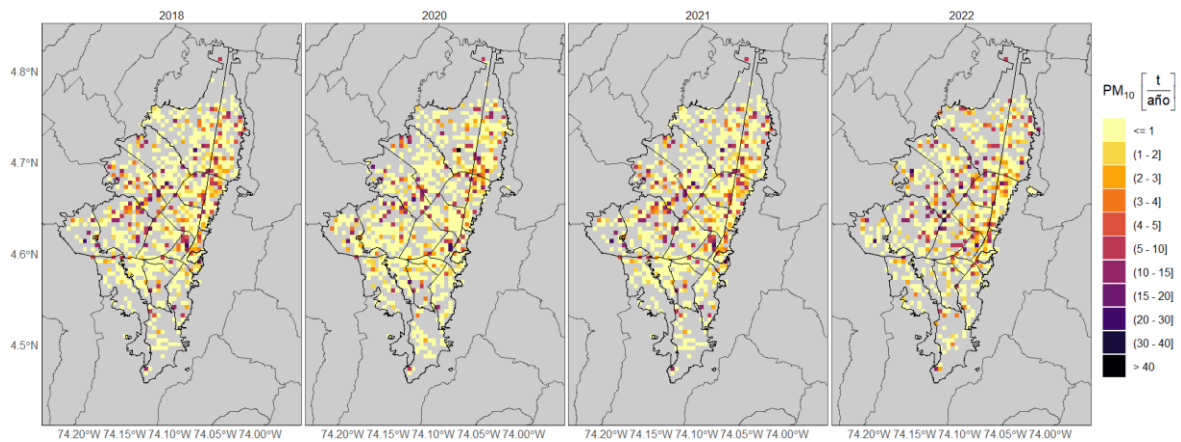 2018
2020
2021
2022
4.8°N
4.7°N
4.6°N
4.5°N
74.20°W 74.15°W 74.10°W 74.05°W 74.00°W
74.20°W 74.15°W 74.10°W 74.05°W 74.00°W
74.20°W 74.15°W 74.10°W 74.05°W 74.00°W
74.20°W 74.15°W 74.10°W 74.05°W 74.00°W
PM₁₀ [t/año]
<= 1
(1 - 2]
(2 - 3]
(3 - 4]
(4 - 5]
(5 - 10]
(10 - 15]
(15 - 20]
(20 - 30]
(30 - 40]
> 40